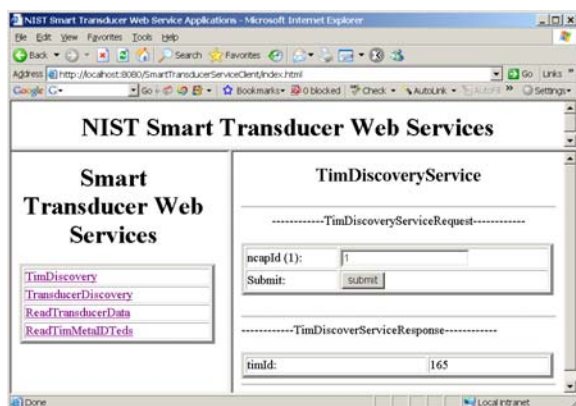 NIST Smart Transducer Web Service Applications - Microsoft Internet Explorer
File Edit View Favorites Tools Help
Back Search Favorites
Address http://localhost:8080/SmartTransducerServiceClient/index.html Go Links »
Google G Go Bookmarks 0 blocked Check AutoLink AutoFill » Settings
NIST Smart Transducer Web Services
Smart
Transducer Web
Services
TimDiscovery
TransducerDiscovery
ReadTransducerData
ReadTimMetaIDTeds
TimDiscoveryService
------------TimDiscoveryServiceRequest------------
ncapId (1): 1
Submit: submit
------------TimDiscoverServiceResponse------------
timId: 165
Done Local intranet